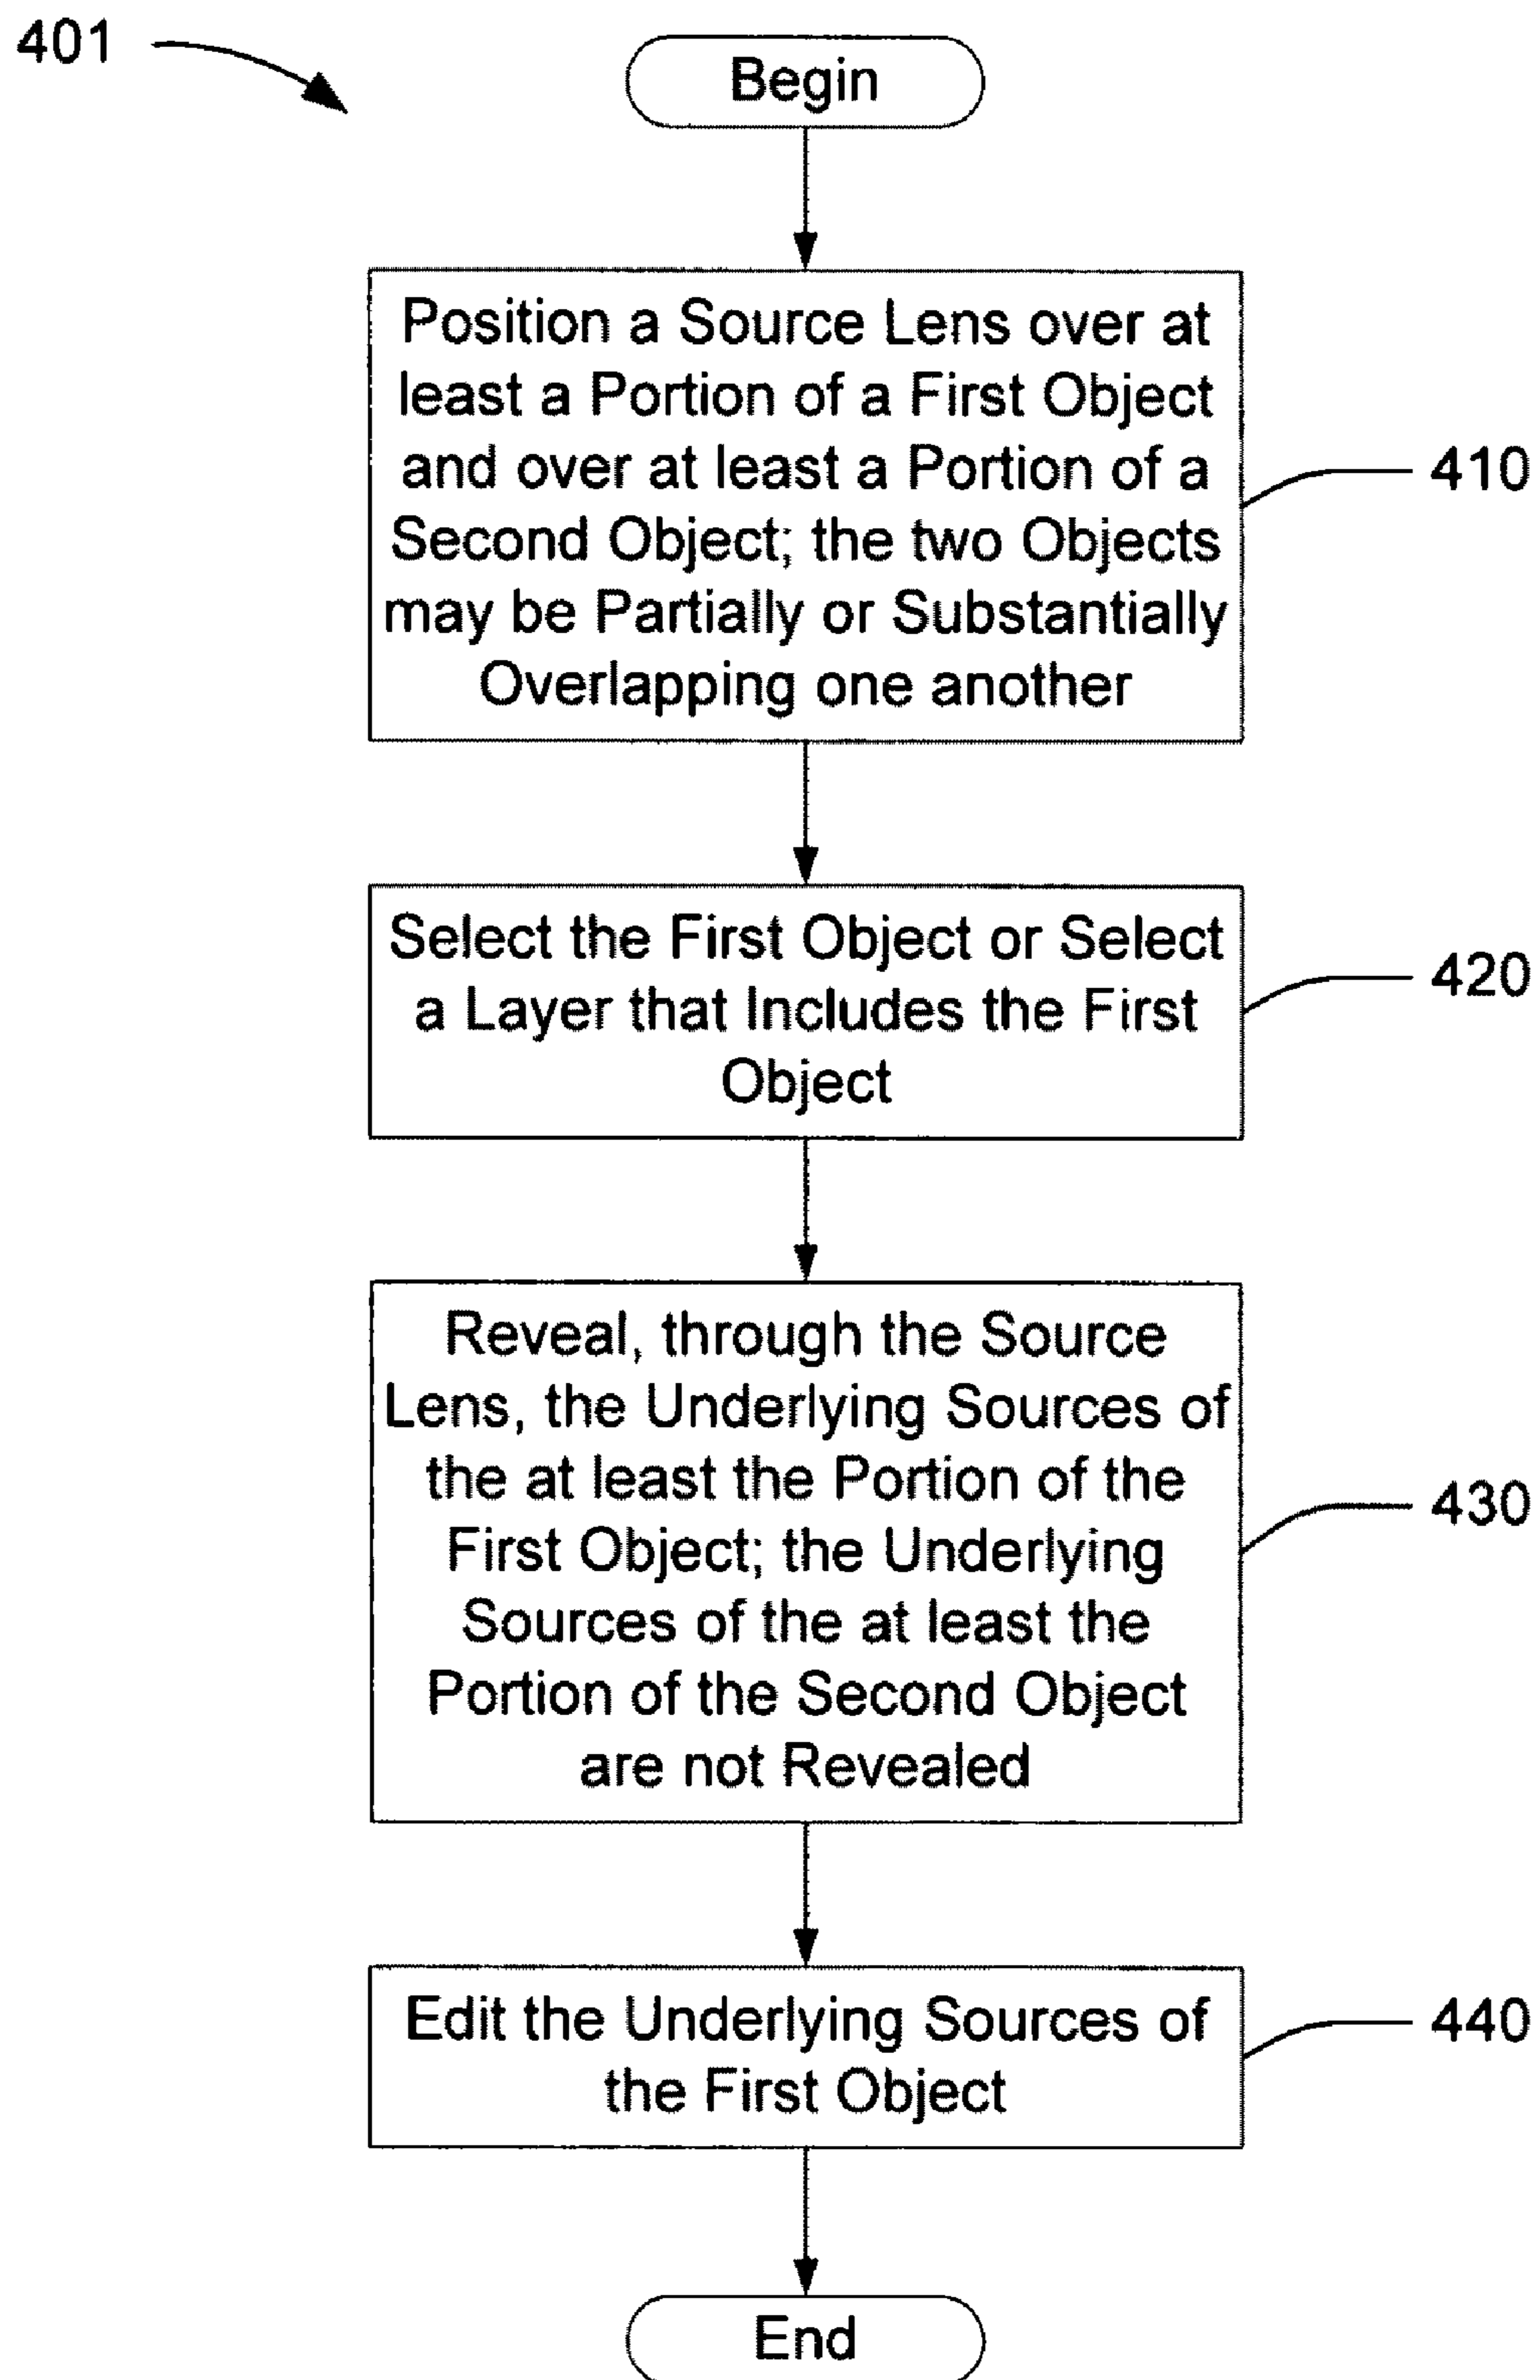 401
Begin
Position a Source Lens over at
least a Portion of a First Object
and over at least a Portion of a
Second Object; the two Objects
may be Partially or Substantially
Overlapping one another
410
Select the First Object or Select
a Layer that Includes the First
Object
420
Reveal, through the Source
Lens, the Underlying Sources of
the at least the Portion of the
First Object; the Underlying
Sources of the at least the
Portion of the Second Object
are not Revealed
430
Edit the Underlying Sources of
the First Object
440
End